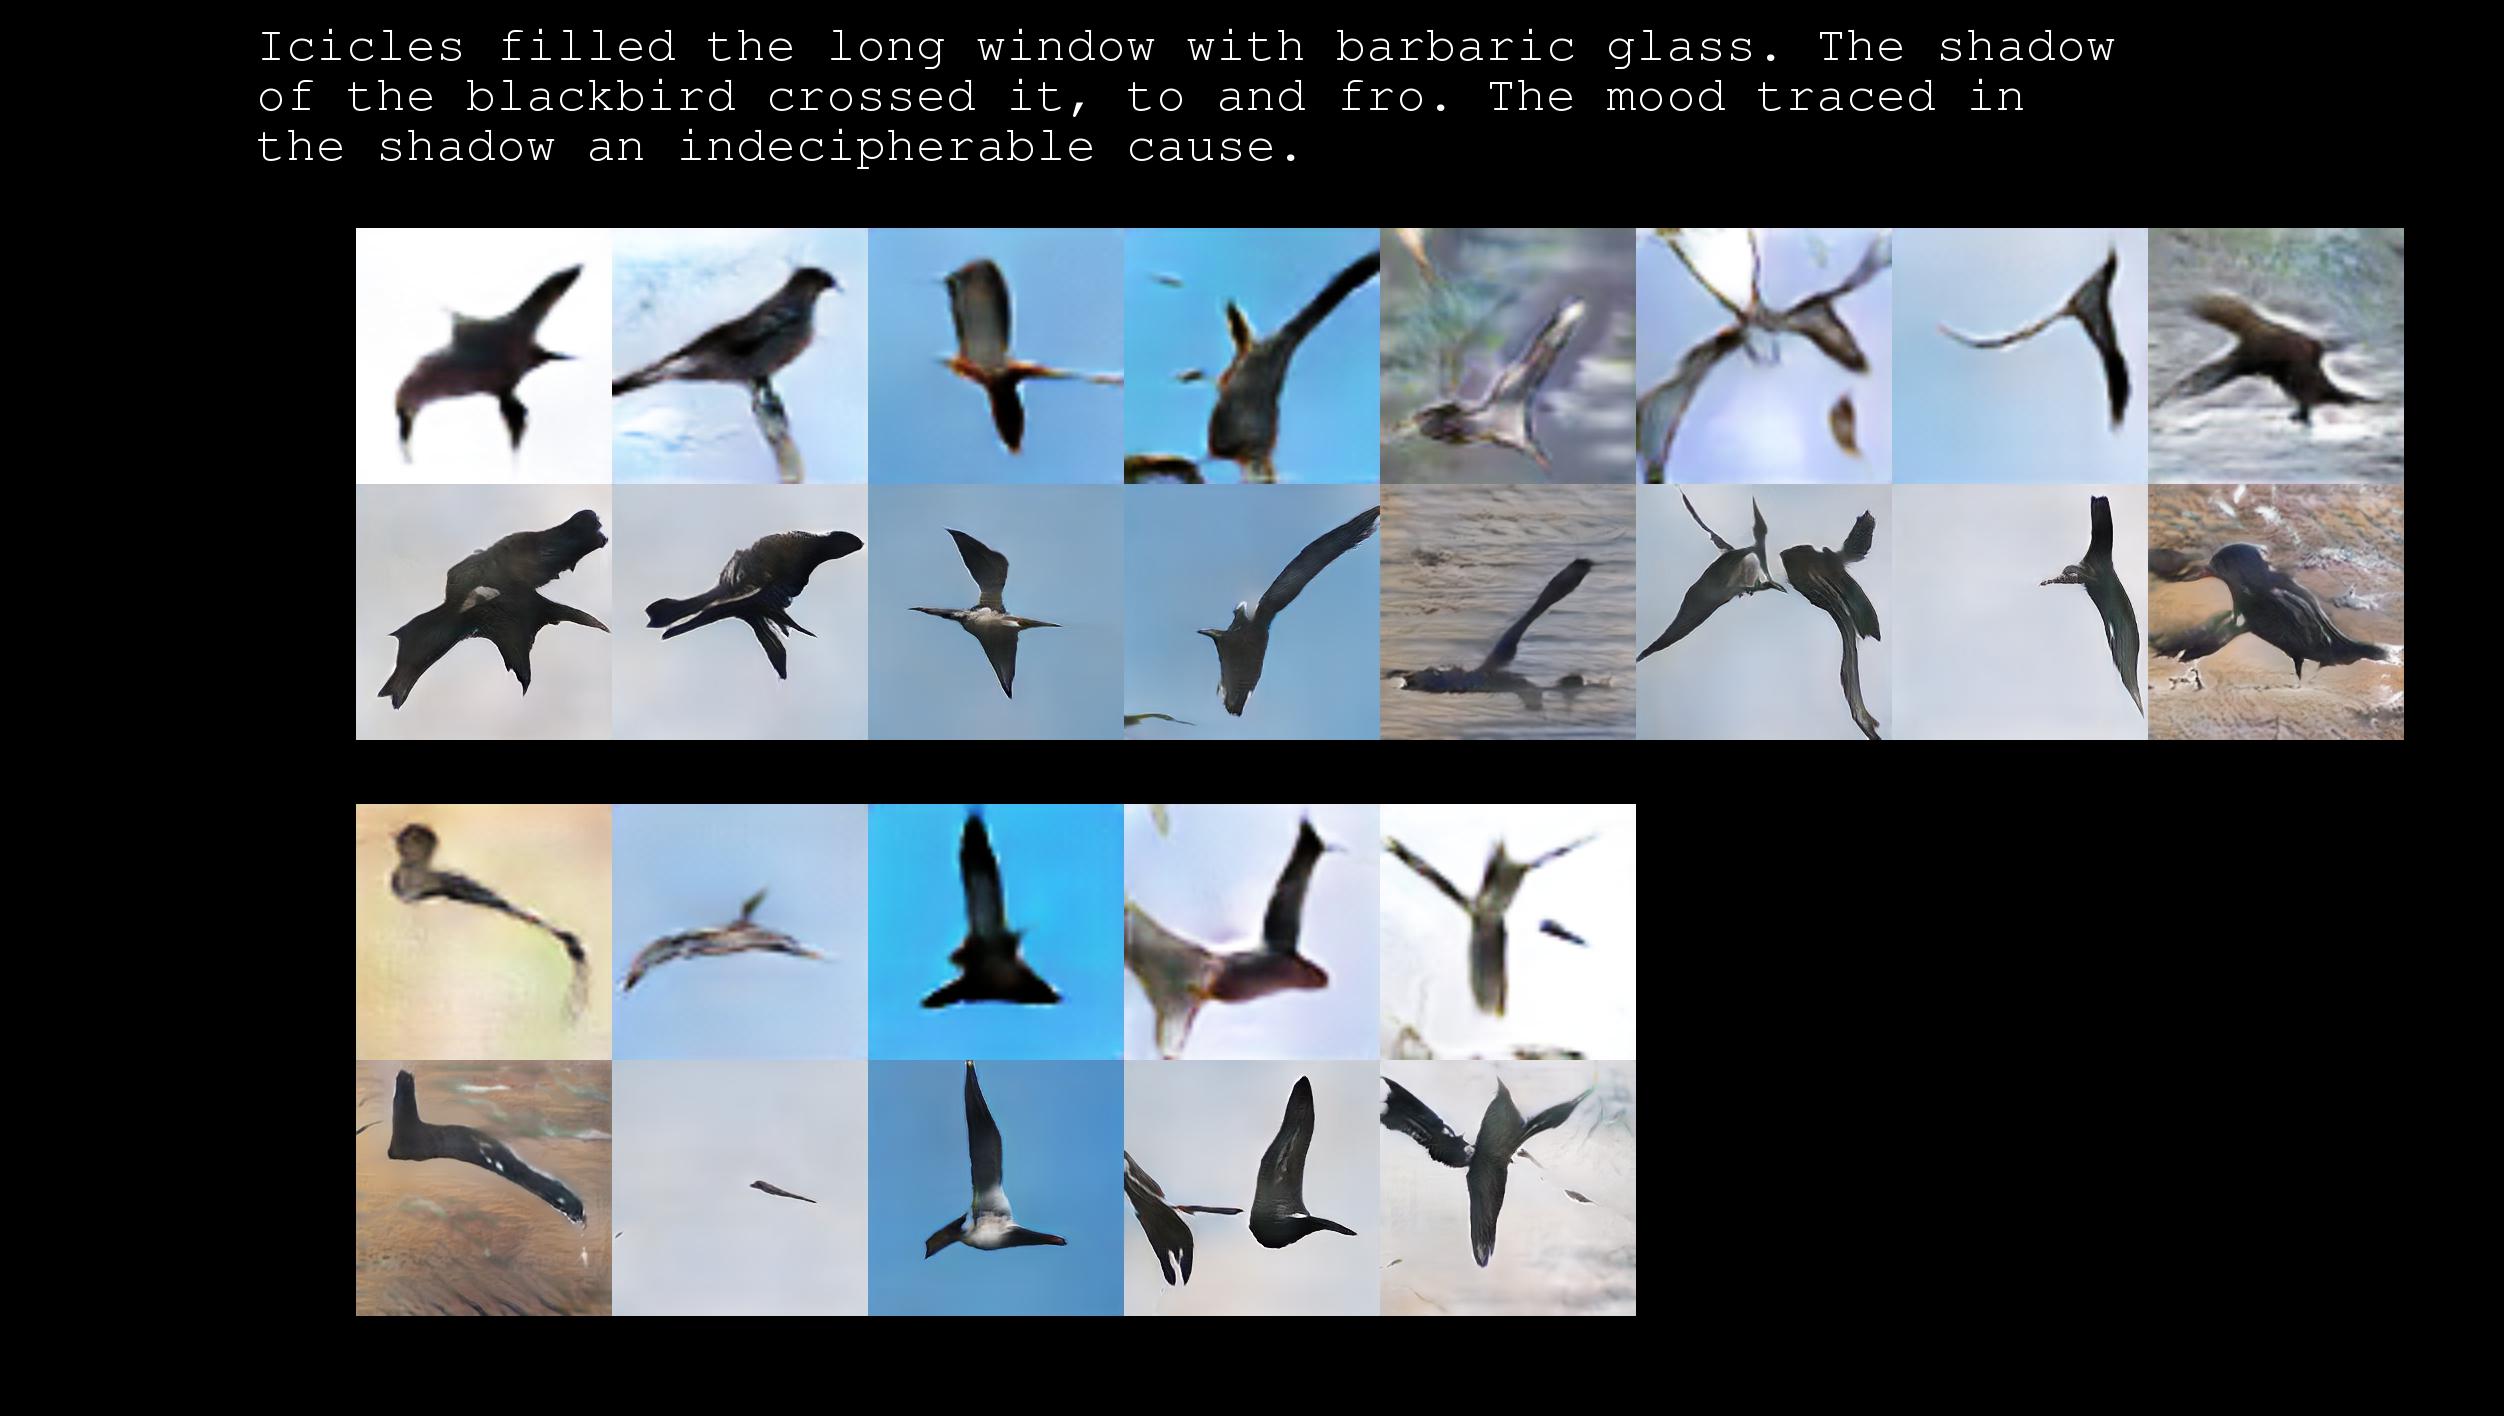 Icicles filled the long window with barbaric glass. The shadow
of the blackbird crossed it, to and fro. The mood traced in
the shadow an indecipherable cause.